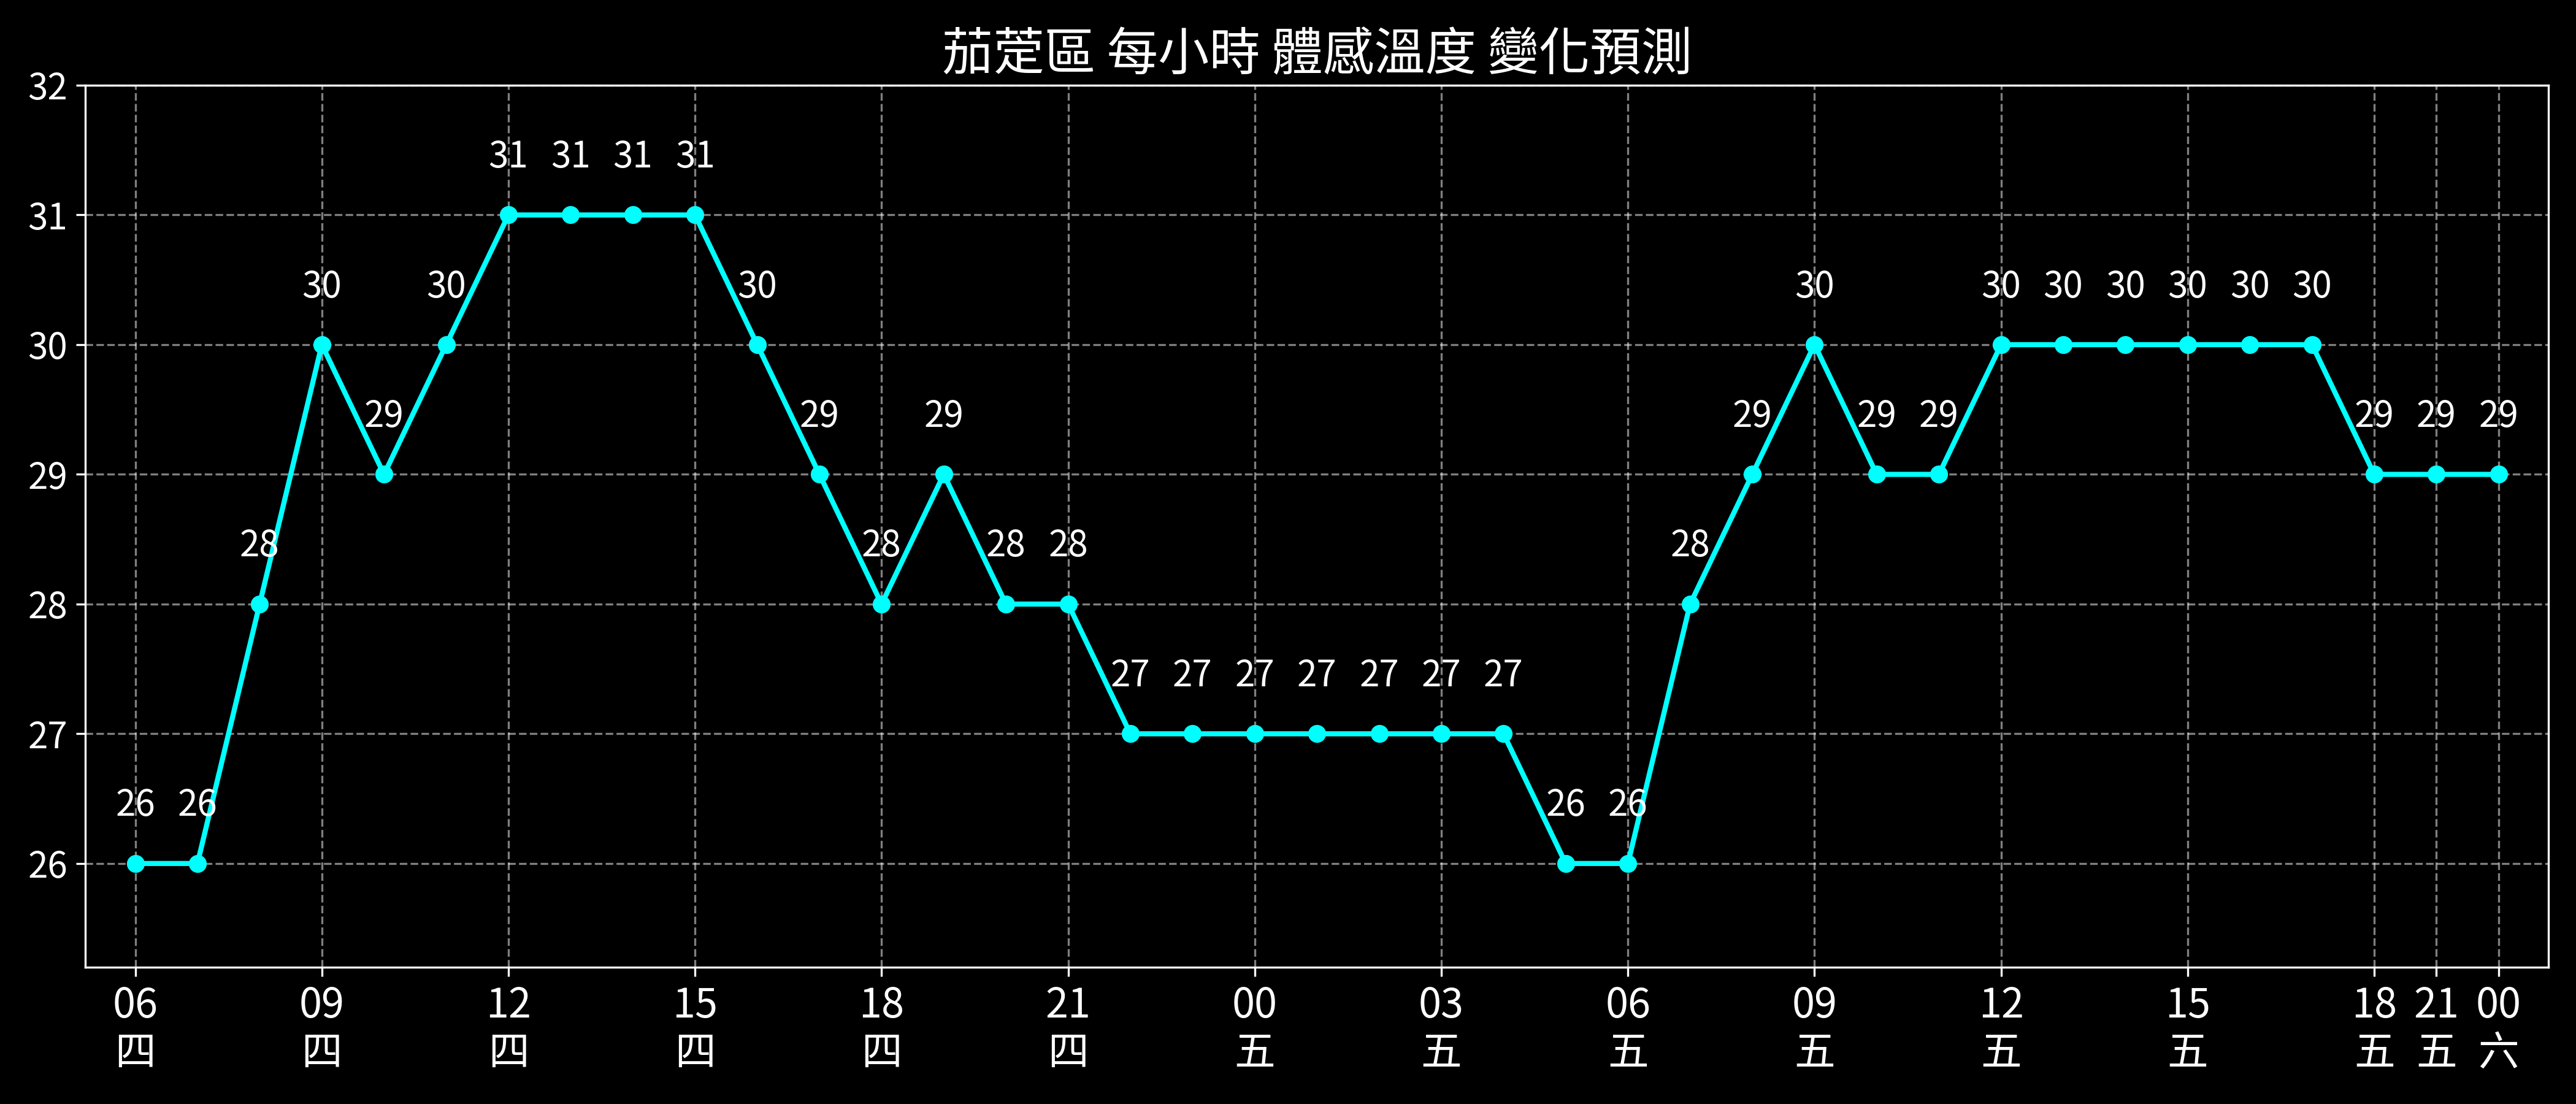 茄萣區 每小時 體感溫度 變化預測
32
31
30
29
28
27
26
31 31 31 31
30 30 30 30 30 30 30 30 30 30
29 29 29 29 29 29 29 29 29
28 28 28 28 28
27 27 27 27 27 27 27
26 26 26 26
06 09 12 15 18 21 00 03 06 09 12 15 18 21 00
四 四 四 四 四 四 五 五 五 五 五 五 五 五 六